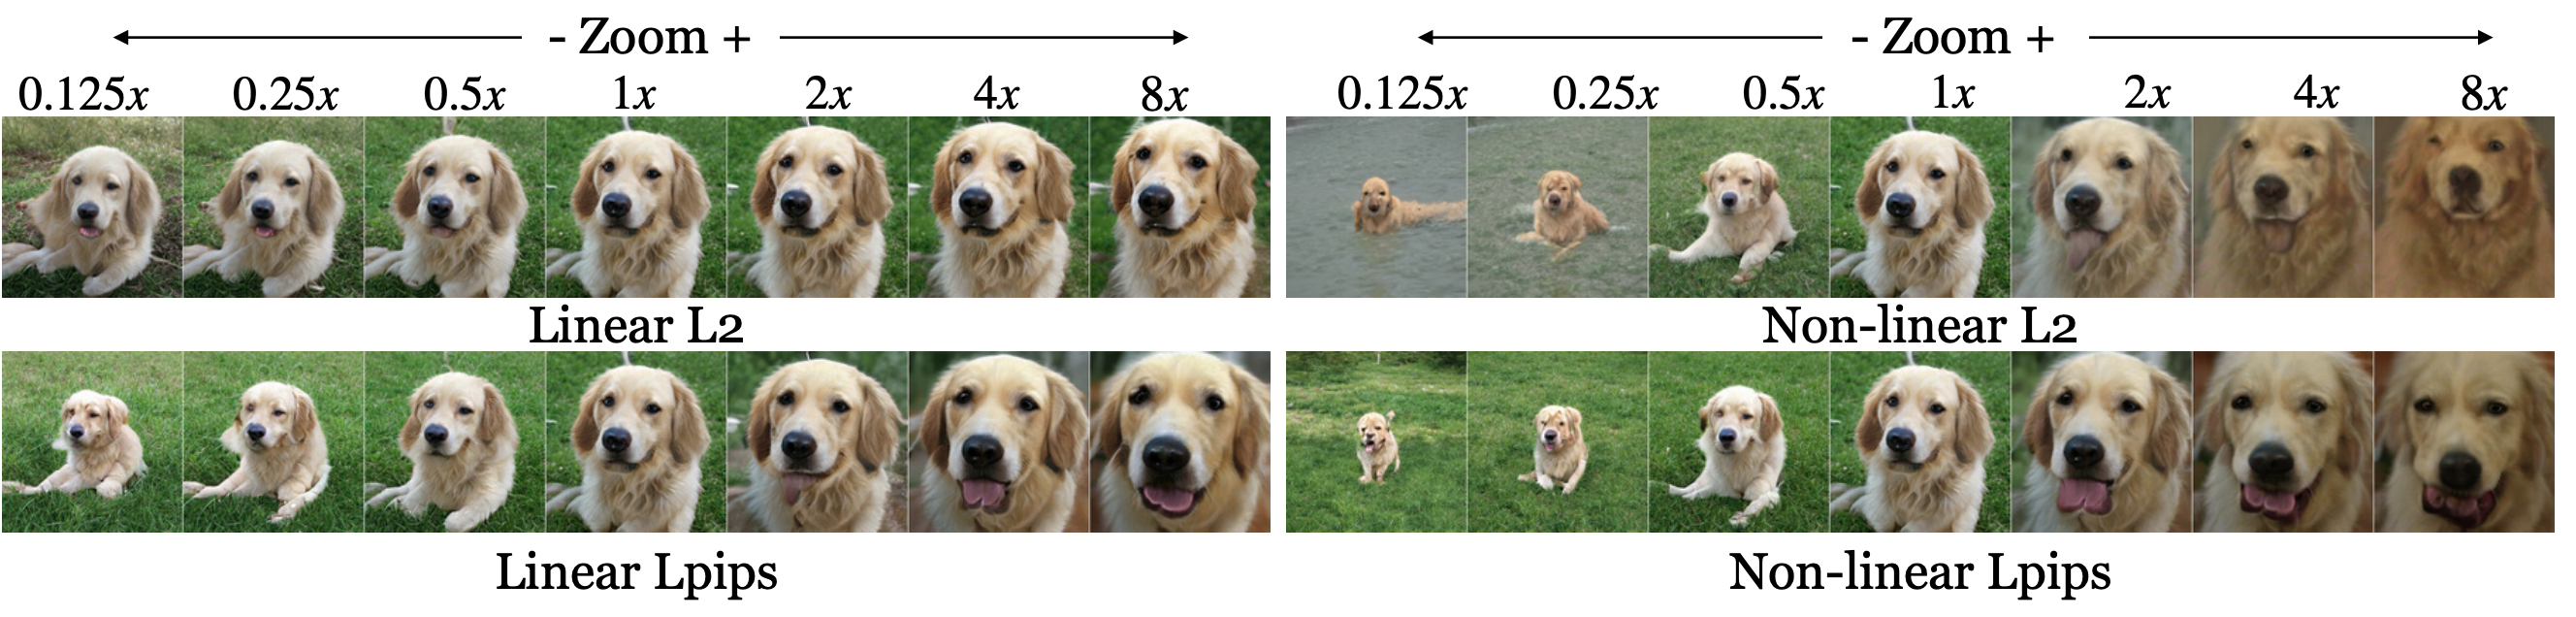 - Zoom +
0.125x 0.25x 0.5x 1x 2x 4x 8x
Linear L2
Linear Lpips
- Zoom +
0.125x 0.25x 0.5x 1x 2x 4x 8x
Non-linear L2
Non-linear Lpips